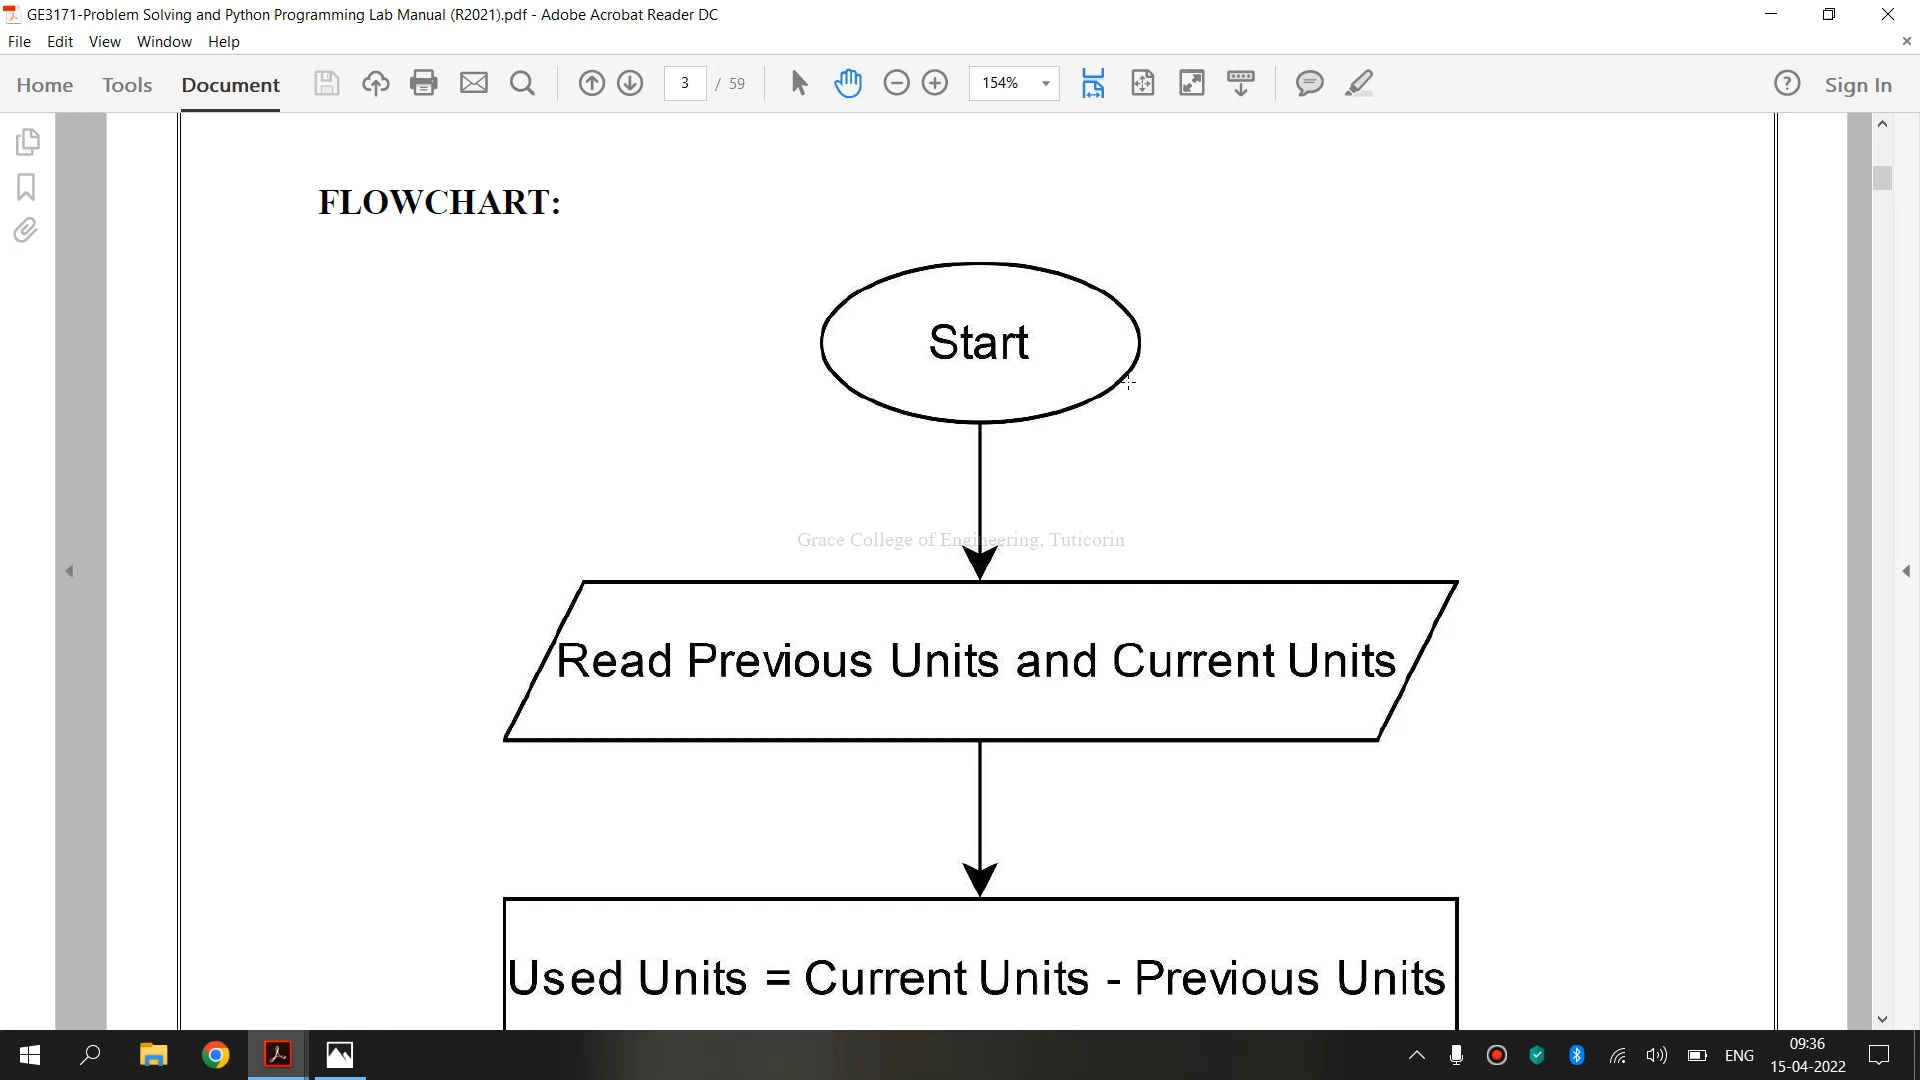 GE3171-Problem Solving and Python Programming Lab Manual (R2021).pdf - Adobe Acrobat Reader DC
File Edit View Window Help
Home Tools Document 3 / 59 154% Sign In
FLOWCHART:
Start
Grace College of Engineering, Tuticorin
Read Previous Units and Current Units
Used Units = Current Units - Previous Units
ENG
09:36
15-04-2022